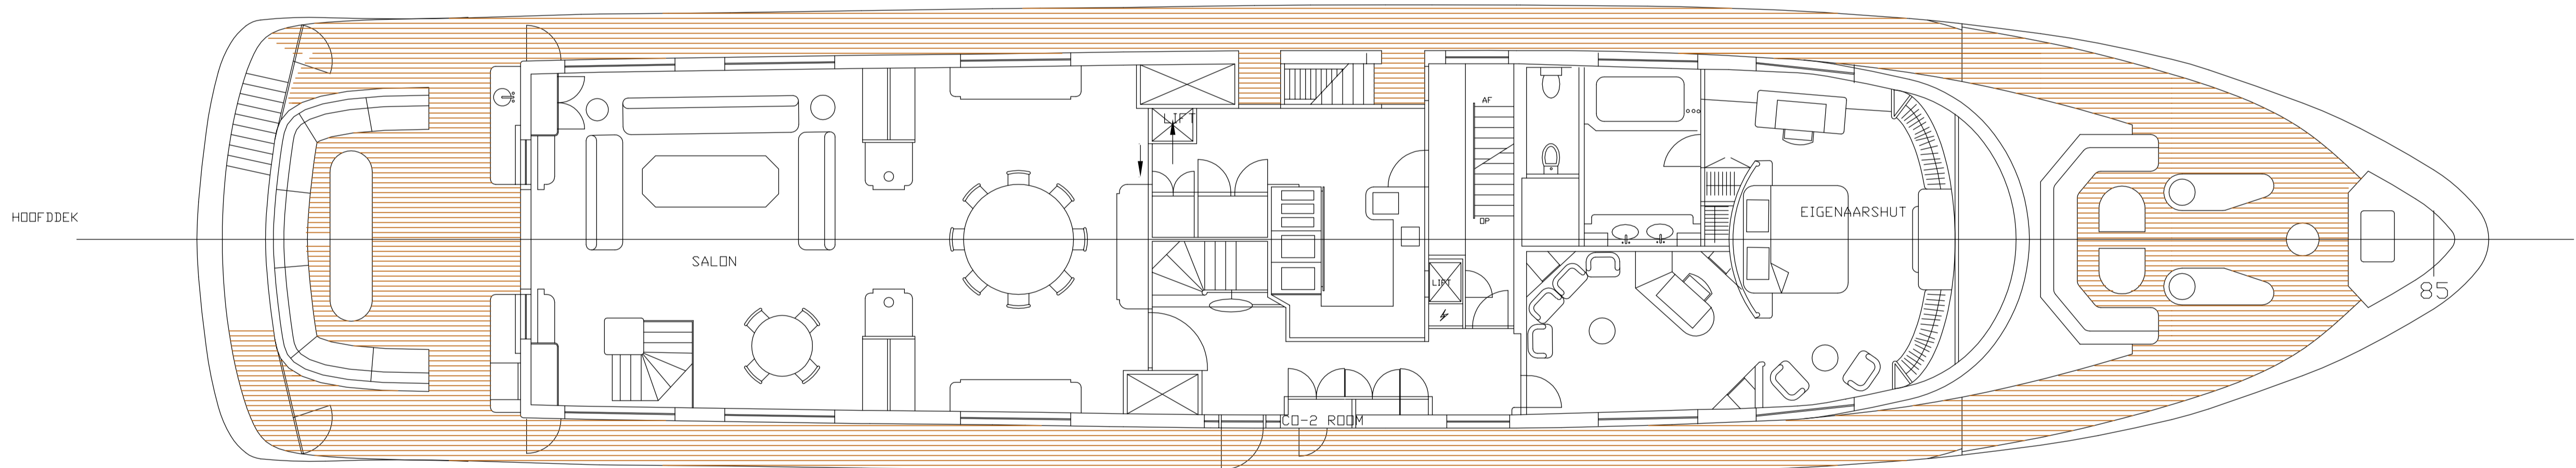 HOOFDDEK
SALON
LIFT
AF
OP
LIFT
CO-2 ROOM
EIGENAARSHUT
85